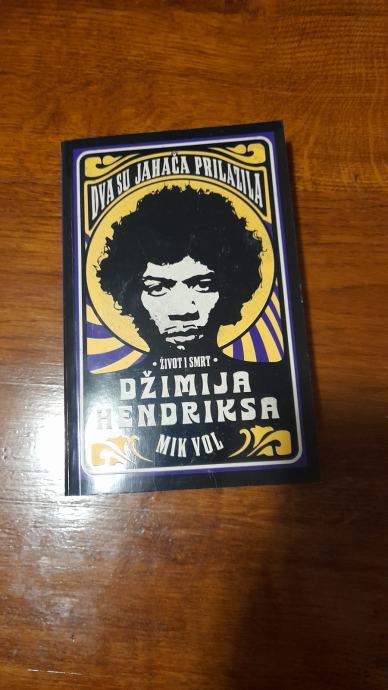 DVA SU JAHAČA PRILAZILA
• ŽIVOT I SMRT •
DŽIMIJA
HENDRIKSA
MIK VOL